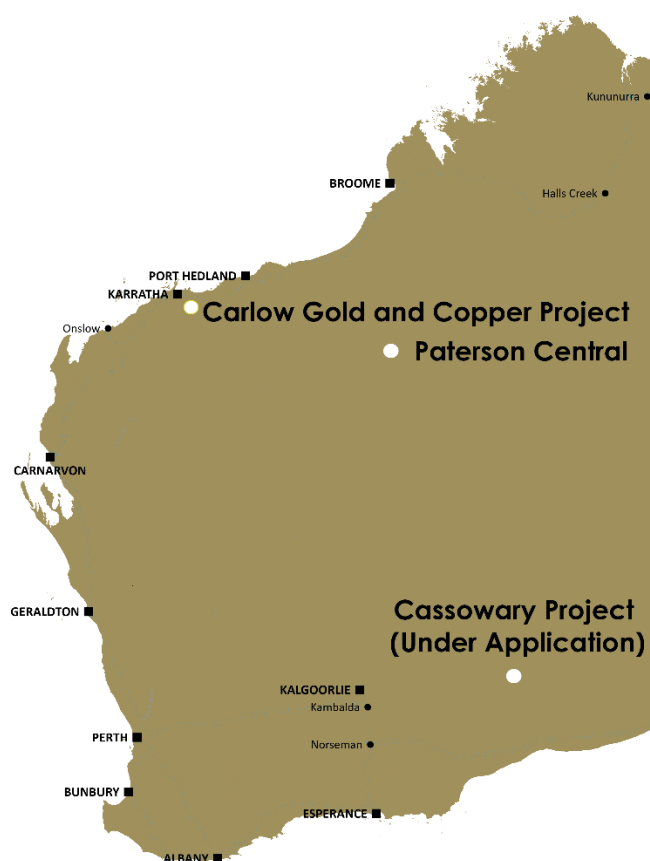 Kununurra
BROOME
Halls Creek
PORT HEDLAND
KARRATHA
Carlow Gold and Copper Project
Onslow
Paterson Central
CARNARVON
GERALDTON
Cassowary Project
(Under Application)
KALGOORLIE
Kambalda
PERTH
Norseman
BUNBURY
ESPERANCE
ALBANY